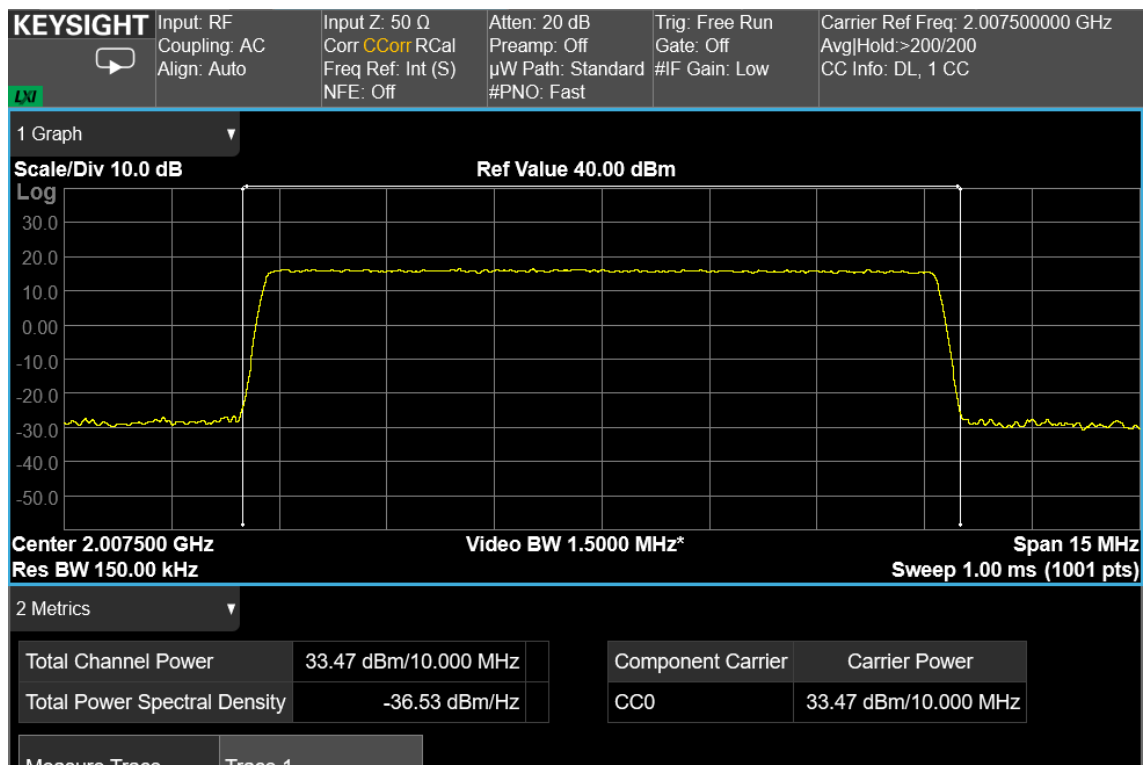 KEYSIGHT
Input: RF
Coupling: AC
Align: Auto
Input Z: 50 Ω
Corr CCorr RCal
Freq Ref: Int (S)
NFE: Off
Atten: 20 dB
Preamp: Off
µW Path: Standard
#PNO: Fast
Trig: Free Run
Gate: Off
#IF Gain: Low
Carrier Ref Freq: 2.007500000 GHz
Avg|Hold:>200/200
CC Info: DL, 1 CC
LXI
1 Graph
Scale/Div 10.0 dB
Ref Value 40.00 dBm
Log
30.0
20.0
10.0
0.00
-10.0
-20.0
-30.0
-40.0
-50.0
Center 2.007500 GHz
Video BW 1.5000 MHz*
Span 15 MHz
Res BW 150.00 kHz
Sweep 1.00 ms (1001 pts)
2 Metrics
Total Channel Power 33.47 dBm/10.000 MHz
Total Power Spectral Density -36.53 dBm/Hz
Component Carrier Carrier Power
CC0 33.47 dBm/10.000 MHz
Measure Trace Trace 1